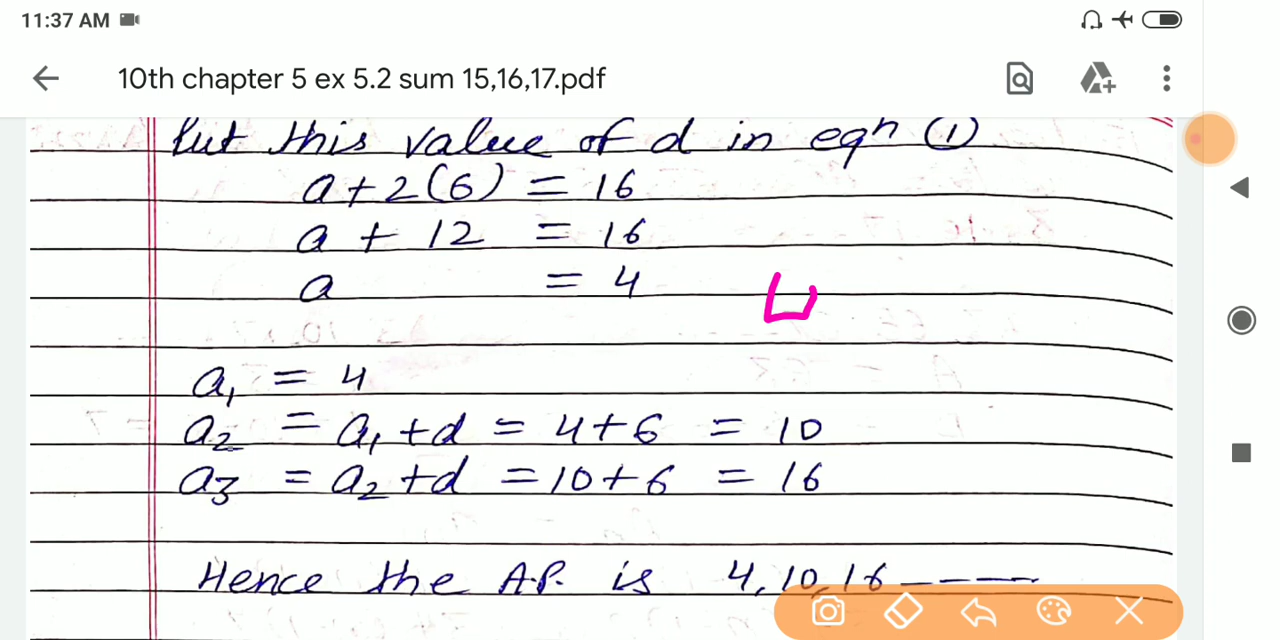 11:37 AM
10th chapter 5 ex 5.2 sum 15,16,17.pdf
Put this value of d in eqn (1)
a + 2(6) = 16
a + 12 = 16
a = 4
a₁ = 4
a₂ = a₁ + d = 4 + 6 = 10
a₃ = a₂ + d = 10 + 6 = 16
Hence the A.P. is 4, 10, 16 -----